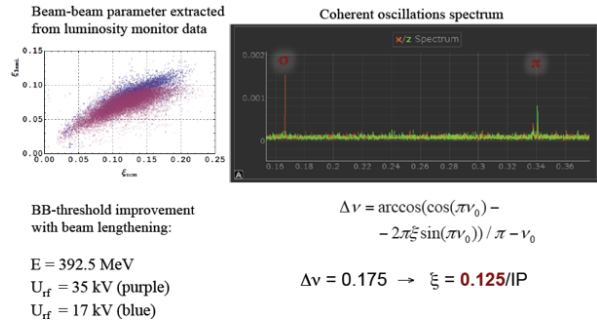 Beam-beam parameter extracted
from luminosity monitor data
Coherent oscillations spectrum
x/z Spectrum
0.15
0.10
0.05
0.00
0.00 0.05 0.10 0.15 0.20 0.25
ξnom
0.002
0.001
0
σ
π
0.16 0.18 0.2 0.22 0.24 0.26 0.28 0.3 0.32 0.34 0.36
A
BB-threshold improvement
with beam lengthening:
E = 392.5 MeV
Urf = 35 kV (purple)
Urf = 17 kV (blue)
Δν = arccos(cos(πν₀) −
− 2πξ sin(πν₀)) / π − ν₀
Δν = 0.175 → ξ = 0.125/IP